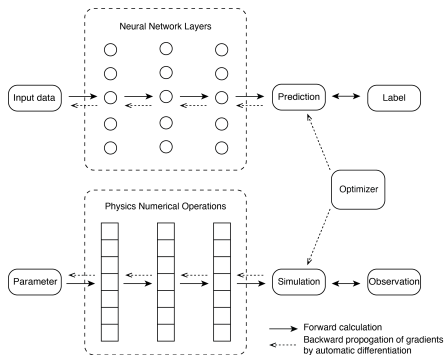 Neural Network Layers
Input data
Prediction
Label
Optimizer
Physics Numerical Operations
Parameter
Simulation
Observation
Forward calculation
Backward propogation of gradients
by automatic differentiation